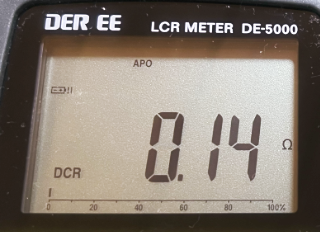 DER EE LCR METER DE-5000
APO
0.14 Ω
DCR
0 20 40 60 80 100%